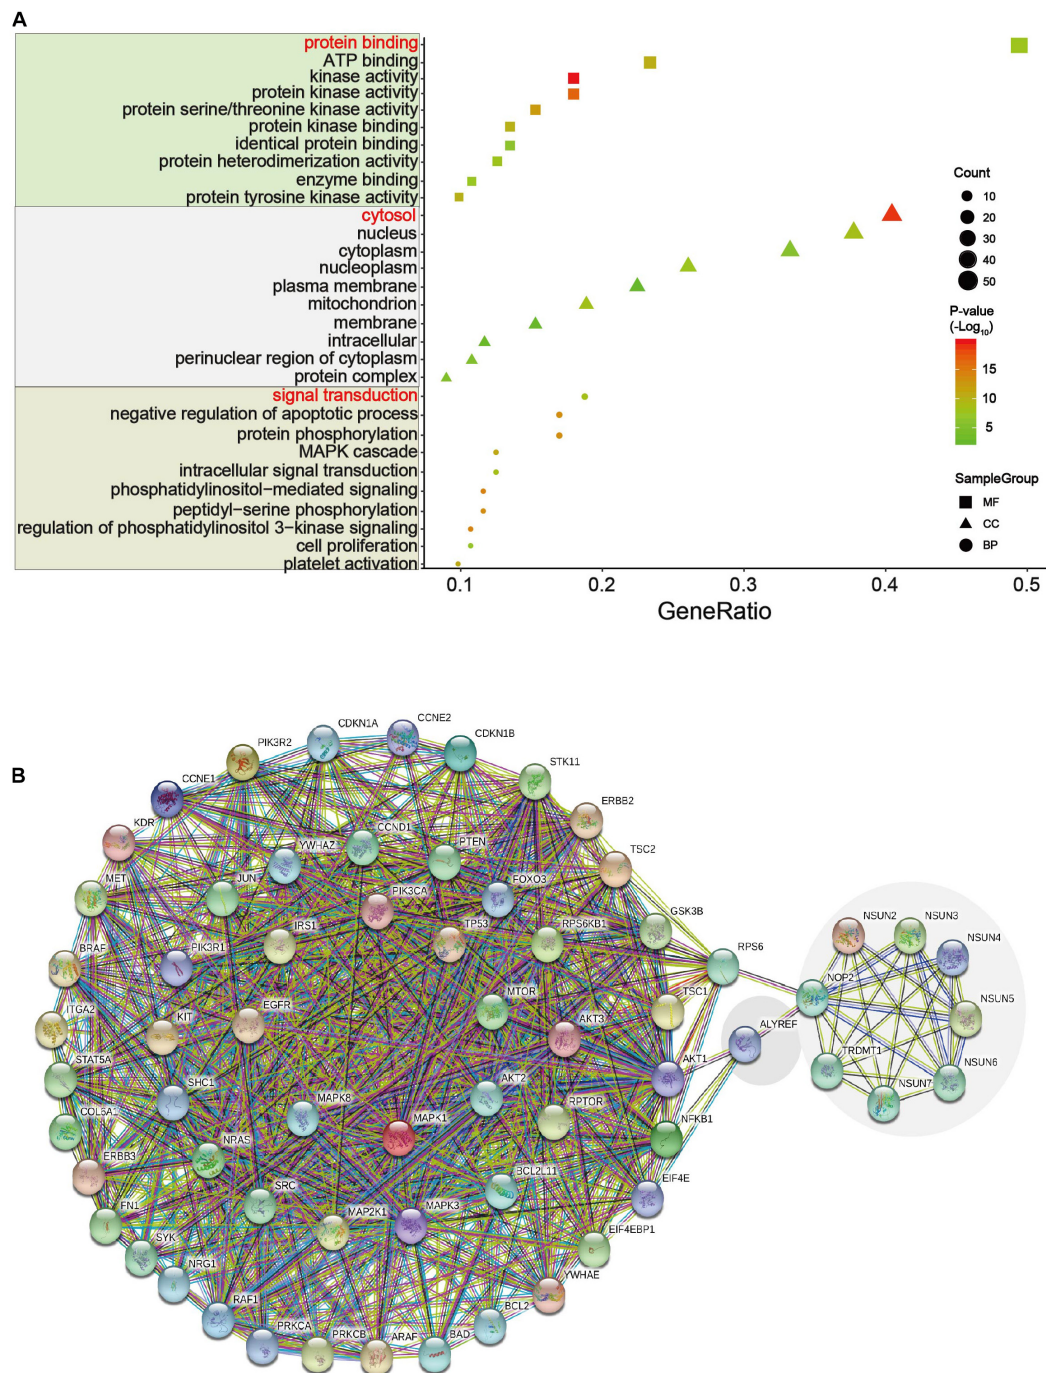 A
protein binding
ATP binding
kinase activity
protein kinase activity
protein serine/threonine kinase activity
protein kinase binding
identical protein binding
protein heterodimerization activity
enzyme binding
protein tyrosine kinase activity
cytosol
nucleus
cytoplasm
nucleoplasm
plasma membrane
mitochondrion
membrane
intracellular
perinuclear region of cytoplasm
protein complex
signal transduction
negative regulation of apoptotic process
protein phosphorylation
MAPK cascade
intracellular signal transduction
phosphatidylinositol−mediated signaling
peptidyl−serine phosphorylation
regulation of phosphatidylinositol 3−kinase signaling
cell proliferation
platelet activation
0.1 0.2 0.3 0.4 0.5
GeneRatio
Count
10
20
30
40
50
P-value
(-Log10)
15
10
5
SampleGroup
MF
CC
BP
B
CDKN1A
CCNE2
CDKN1B
PIK3R2
STK11
CCNE1
ERBB2
KDR
CCND1
YWHAZ
PTEN
TSC2
MET
JUN
PIK3CA
FOXO3
GSK3B
NSUN2
NSUN3
IRS1
TP53
RPS6KB1
NSUN4
BRAF
PIK3R1
RPS6
NOP2
MTOR
TSC1
NSUN5
ITGA2
KIT
EGFR
AKT3
ALYREF
STAT5A
SHC1
AKT2
AKT1
TRDMT1
NSUN6
NSUN7
COL6A1
MAPK8
MAPK1
RPTOR
NFKB1
ERBB3
NRAS
BCL2L11
EIF4E
FN1
SRC
MAP2K1
MAPK3
EIF4EBP1
SYK
NRG1
YWHAE
RAF1
BCL2
PRKCA
PRKCB
ARAF
BAD